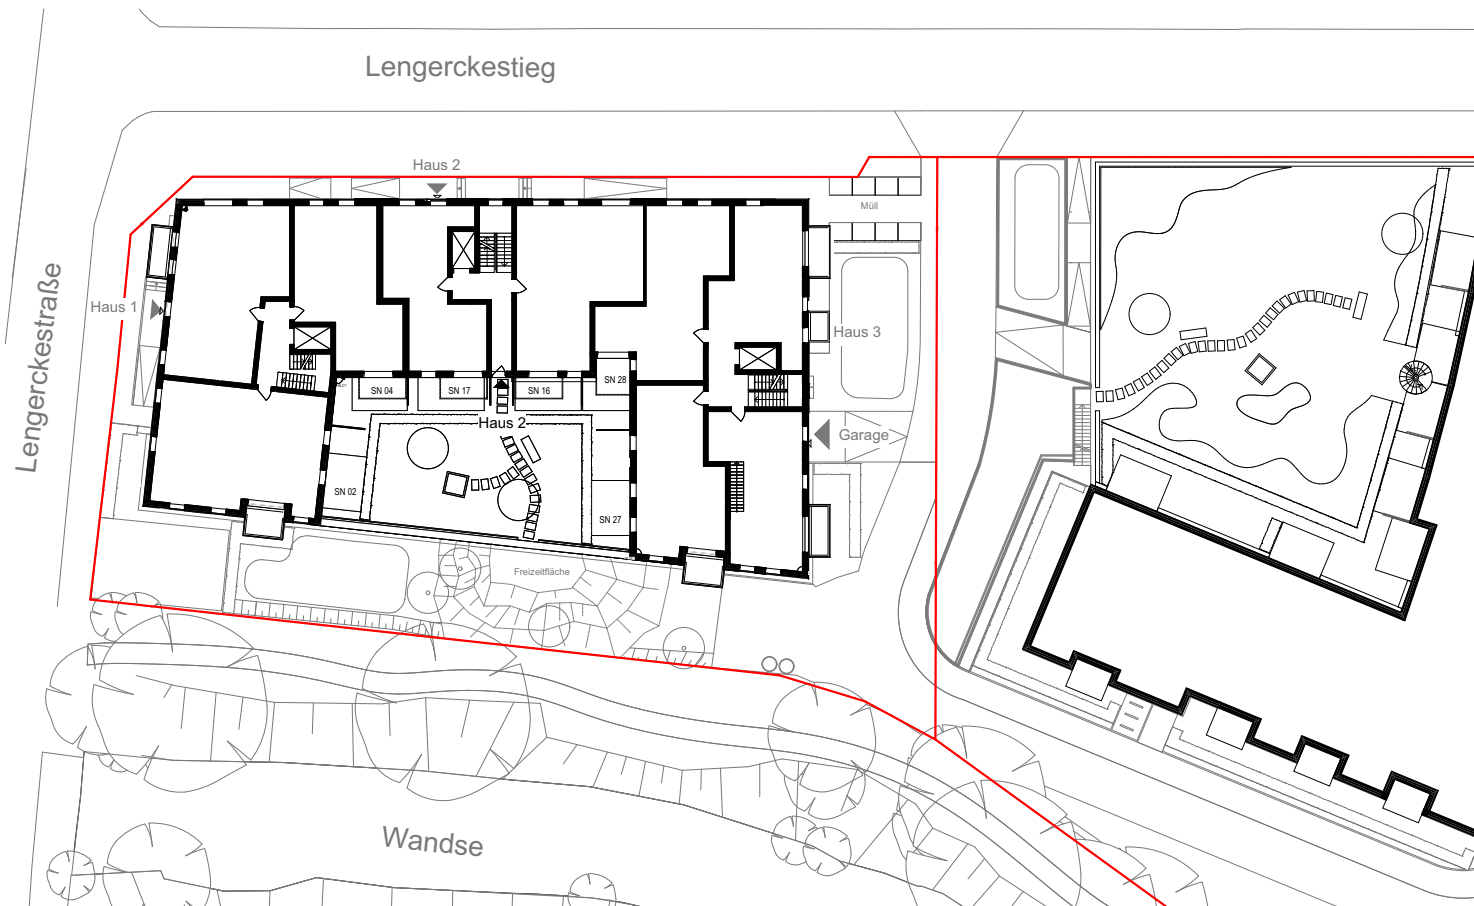 Lengerckestieg
Haus 2
Müll
Lengerckestraße
Haus 1
Haus 3
SN 04
SN 17
SN 16
SN 28
Haus 2
Garage
SN 02
SN 27
Freizeitfläche
Wandse